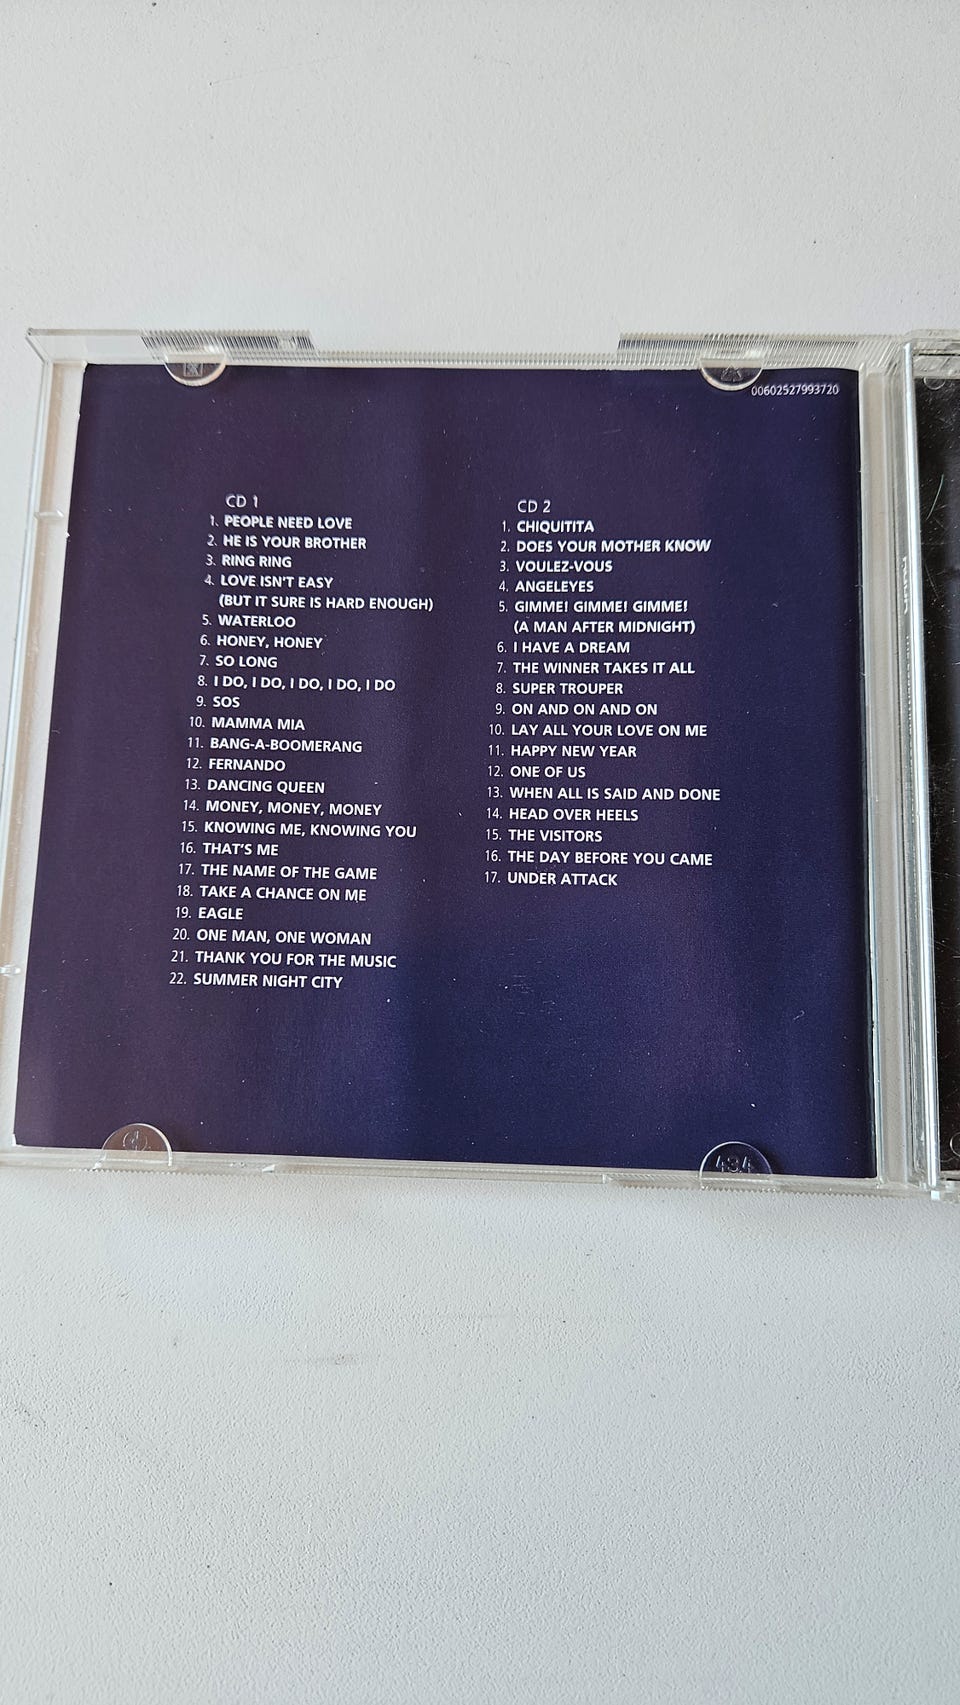 00602527993720
CD 1
1. PEOPLE NEED LOVE
2. HE IS YOUR BROTHER
3. RING RING
4. LOVE ISN'T EASY
(BUT IT SURE IS HARD ENOUGH)
5. WATERLOO
6. HONEY, HONEY
7. SO LONG
8. I DO, I DO, I DO, I DO, I DO
9. SOS
10. MAMMA MIA
11. BANG-A-BOOMERANG
12. FERNANDO
13. DANCING QUEEN
14. MONEY, MONEY, MONEY
15. KNOWING ME, KNOWING YOU
16. THAT'S ME
17. THE NAME OF THE GAME
18. TAKE A CHANCE ON ME
19. EAGLE
20. ONE MAN, ONE WOMAN
21. THANK YOU FOR THE MUSIC
22. SUMMER NIGHT CITY
CD 2
1. CHIQUITITA
2. DOES YOUR MOTHER KNOW
3. VOULEZ-VOUS
4. ANGELEYES
5. GIMME! GIMME! GIMME!
(A MAN AFTER MIDNIGHT)
6. I HAVE A DREAM
7. THE WINNER TAKES IT ALL
8. SUPER TROUPER
9. ON AND ON AND ON
10. LAY ALL YOUR LOVE ON ME
11. HAPPY NEW YEAR
12. ONE OF US
13. WHEN ALL IS SAID AND DONE
14. HEAD OVER HEELS
15. THE VISITORS
16. THE DAY BEFORE YOU CAME
17. UNDER ATTACK
434